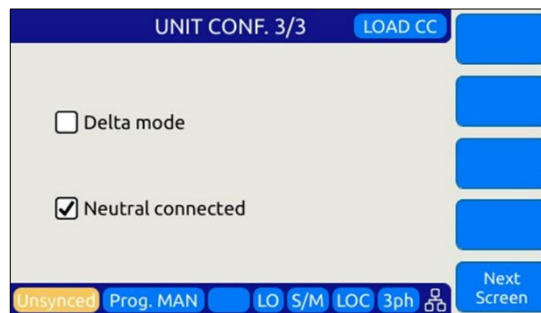 UNIT CONF. 3/3 LOAD CC
Delta mode
Neutral connected
Unsynced Prog. MAN LO S/M LOC 3ph
Next
Screen